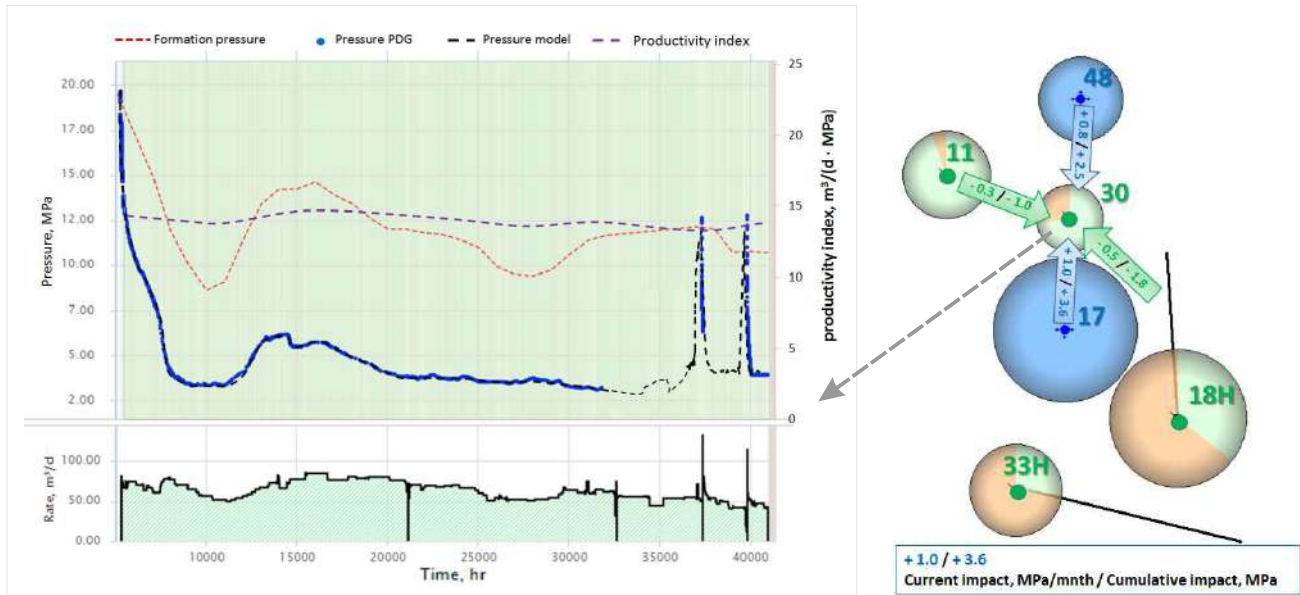 Formation pressure
Pressure PDG
Pressure model
Productivity index
Pressure, MPa
20.00
17.00
15.00
12.00
10.00
7.00
5.00
2.00
25
20
15
10
5
0
productivity index, m³/(d · MPa)
Rate, m³/d
100.00
50.00
0.00
10000
15000
20000
25000
30000
35000
40000
Time, hr
48
+ 0.8 / + 2.5
11
- 0.3 / - 1.0
30
- 0.5 / - 1.8
+ 1.0 / + 3.6
17
18H
33H
+ 1.0 / + 3.6
Current impact, MPa/mnth / Cumulative impact, MPa